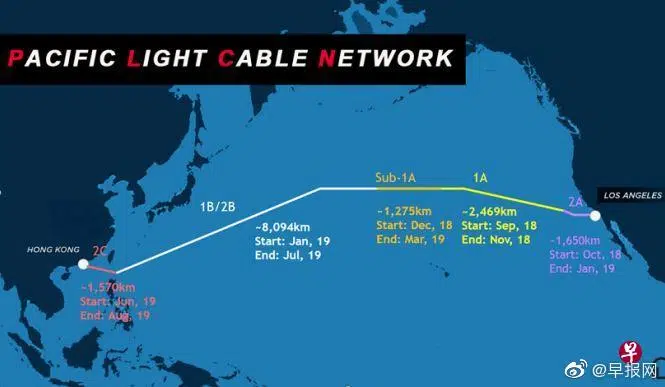 PACIFIC LIGHT CABLE NETWORK
Sub-1A
1A
2A
LOS ANGELES
1B/2B
~8,094km
Start: Jan, 19
End: Jul, 19
~1,275km
Start: Dec, 18
End: Mar, 19
~2,469km
Start: Sep, 18
End: Nov, 18
~1,650km
Start: Oct, 18
End: Jan, 19
HONG KONG
2C
~1,570km
Start: Jun, 19
End: Aug, 19
早
@早报网